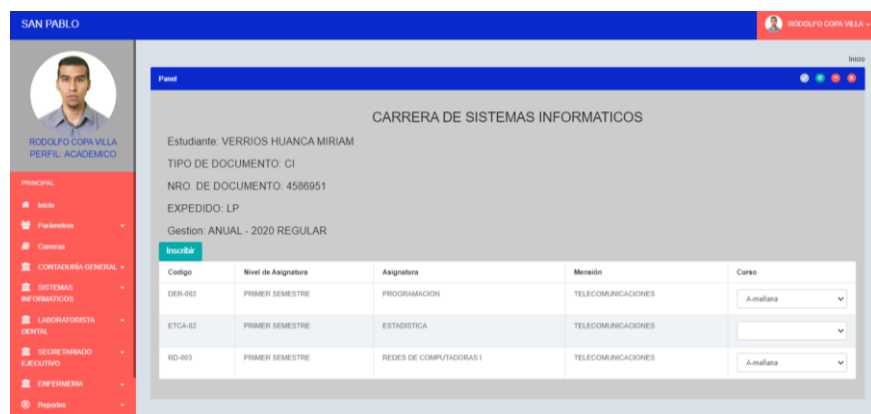 SAN PABLO
RODOLFO COPA VILLA
Inicio
RODOLFO COPA VILLA
PERFIL: ACADEMICO
PRINCIPAL
Inicio
Parámetros
Carreras
CONTADURÍA GENERAL
SISTEMAS
INFORMATICOS
LABORATORISTA
DENTAL
SECRETARIADO
EJECUTIVO
ENFERMERIA
Reportes
Panel
CARRERA DE SISTEMAS INFORMATICOS
Estudiante: VERRIOS HUANCA MIRIAM
TIPO DE DOCUMENTO: CI
NRO. DE DOCUMENTO: 4586951
EXPEDIDO: LP
Gestion: ANUAL - 2020 REGULAR
Inscribir
Codigo Nivel de Asignatura Asignatura Mensión Curso
DER-002 PRIMER SEMESTRE PROGRAMACION TELECOMUNICACIONES A-mañana
ETCA-02 PRIMER SEMESTRE ESTADISTICA TELECOMUNICACIONES
RD-003 PRIMER SEMESTRE REDES DE COMPUTADORAS I TELECOMUNICACIONES A-mañana